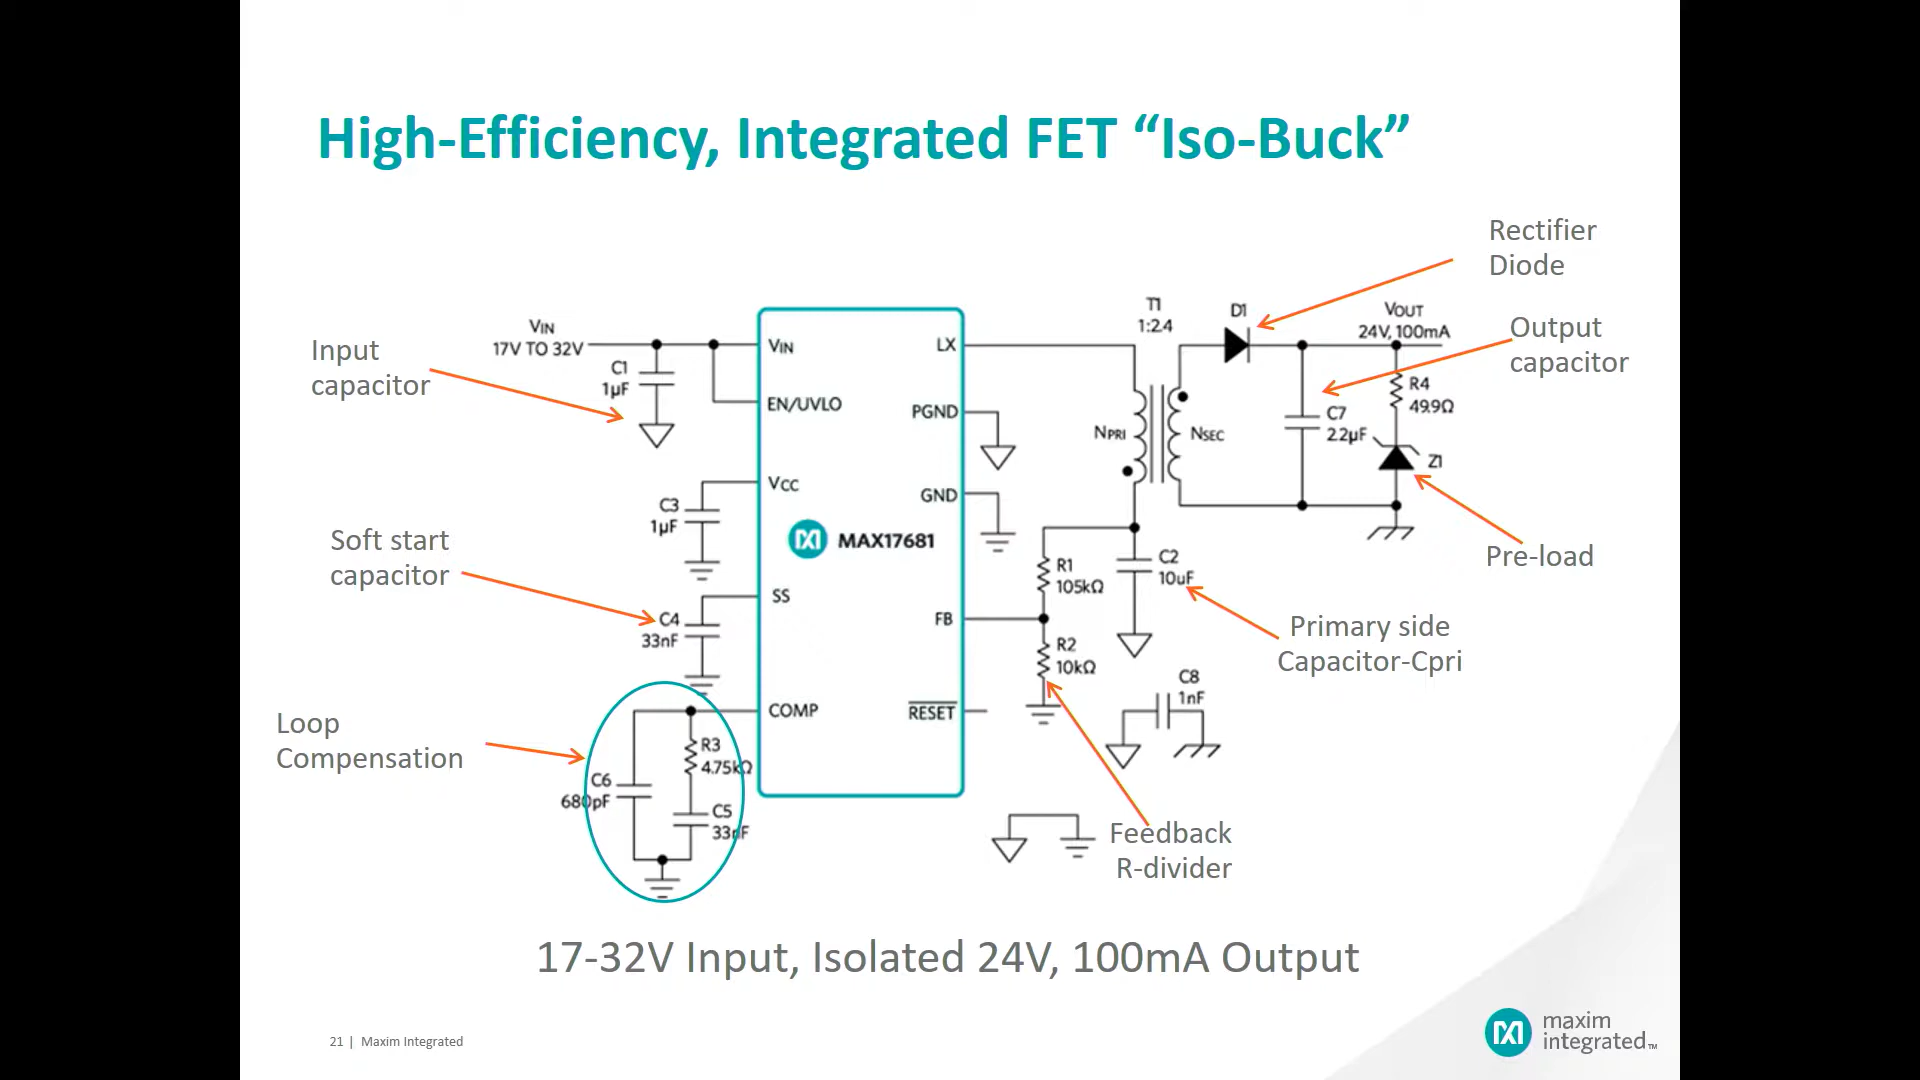 High-Efficiency, Integrated FET “Iso-Buck”
Rectifier
Diode
Input
capacitor
VIN
17V TO 32V
C1
1µF
VIN
EN/UVLO
LX
PGND
T1
1:2.4
D1
VOUT
24V, 100mA
Output
capacitor
R4
49.9Ω
C7
2.2µF
Z1
NPRI
NSEC
VCC
C3
1µF
GND
MAX17681
Soft start
capacitor
SS
C4
33nF
FB
R1
105kΩ
C2
10uF
R2
10kΩ
Pre-load
Primary side
Capacitor-Cpri
C8
1nF
COMP
RESET
Loop
Compensation
R3
4.75kΩ
C6
680pF
C5
33nF
Feedback
R-divider
17-32V Input, Isolated 24V, 100mA Output
21 | Maxim Integrated
maxim
integrated™